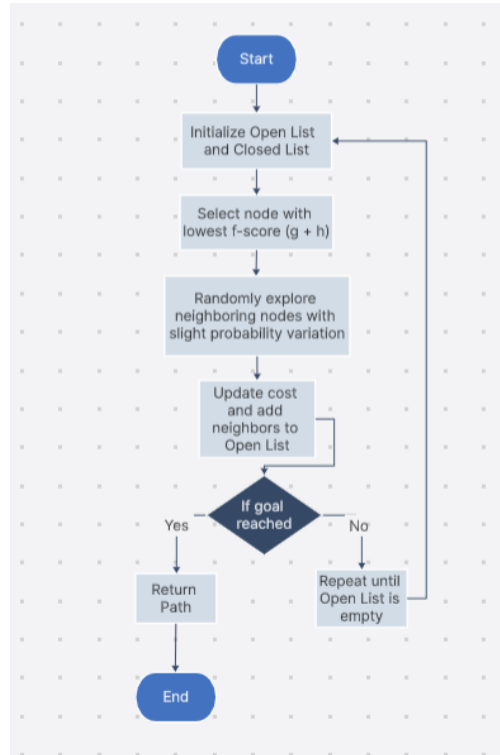 Start
Initialize Open List
and Closed List
Select node with
lowest f-score (g + h)
Randomly explore
neighboring nodes with
slight probability variation
Update cost
and add
neighbors to
Open List
If goal
reached
Yes
No
Return
Path
Repeat until
Open List is
empty
End